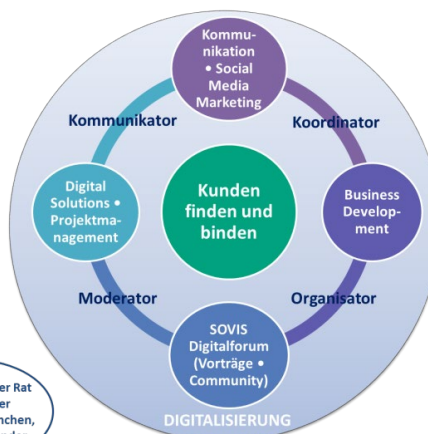 Kommu-
nikation
• Social
Media
Marketing
Kommunikator
Koordinator
Digital
Solutions •
Projektma-
nagement
Kunden
finden und
binden
Business
Develop-
ment
Moderator
Organisator
SOVIS
Digitalforum
(Vorträge •
Community)
DIGITALISIERUNG
er Rat
er
nchen,